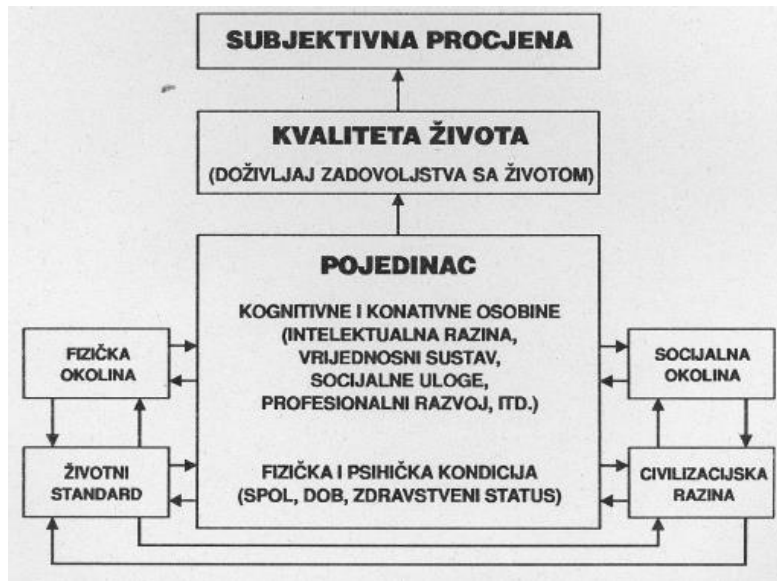 SUBJEKTIVNA PROCJENA
KVALITETA ŽIVOTA
(DOŽIVLJAJ ZADOVOLJSTVA SA ŽIVOTOM)
POJEDINAC
KOGNITIVNE I KONATIVNE OSOBINE
(INTELEKTUALNA RAZINA,
VRIJEDNOSNI SUSTAV,
SOCIJALNE ULOGE,
PROFESIONALNI RAZVOJ, ITD.)
FIZIČKA
OKOLINA
SOCIJALNA
OKOLINA
ŽIVOTNI
STANDARD
FIZIČKA I PSIHIČKA KONDICIJA
(SPOL, DOB, ZDRAVSTVENI STATUS)
CIVILIZACIJSKA
RAZINA